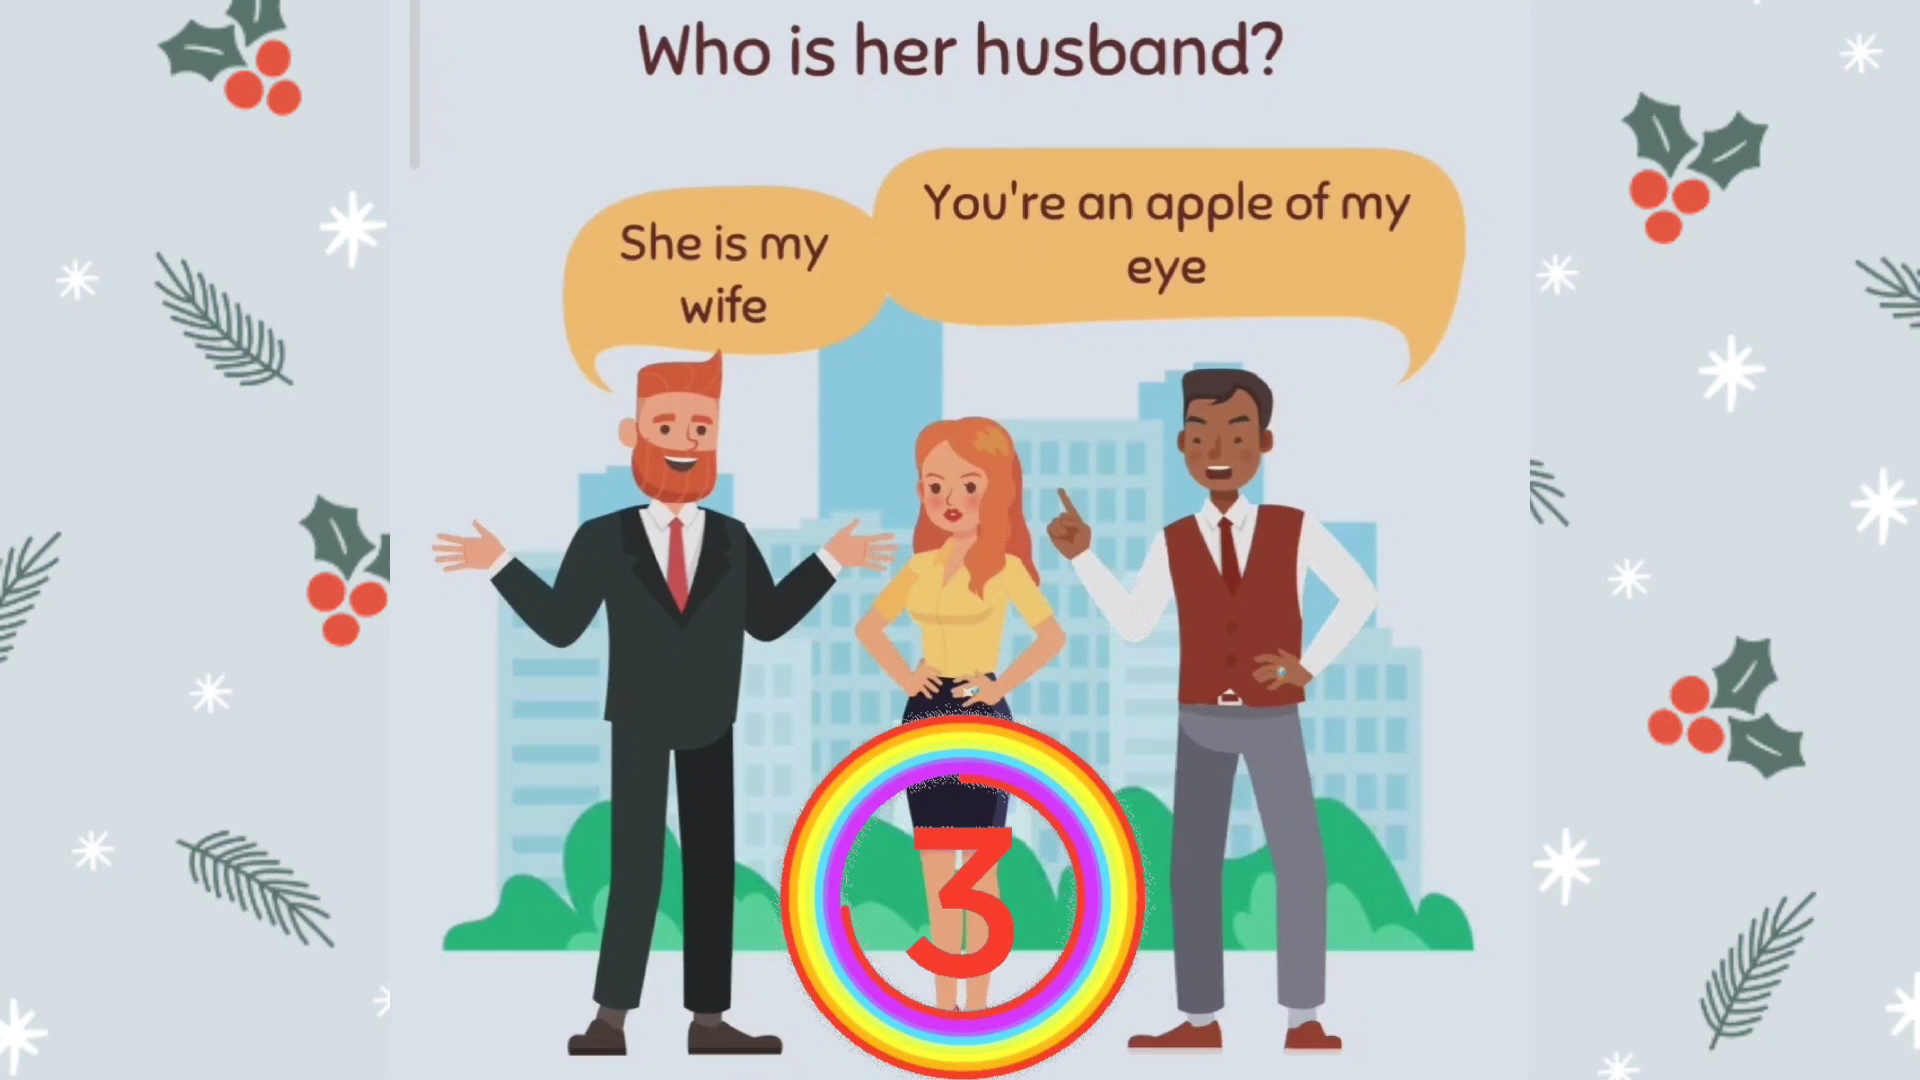 Who is her husband?
She is my
wife
You're an apple of my
eye
3